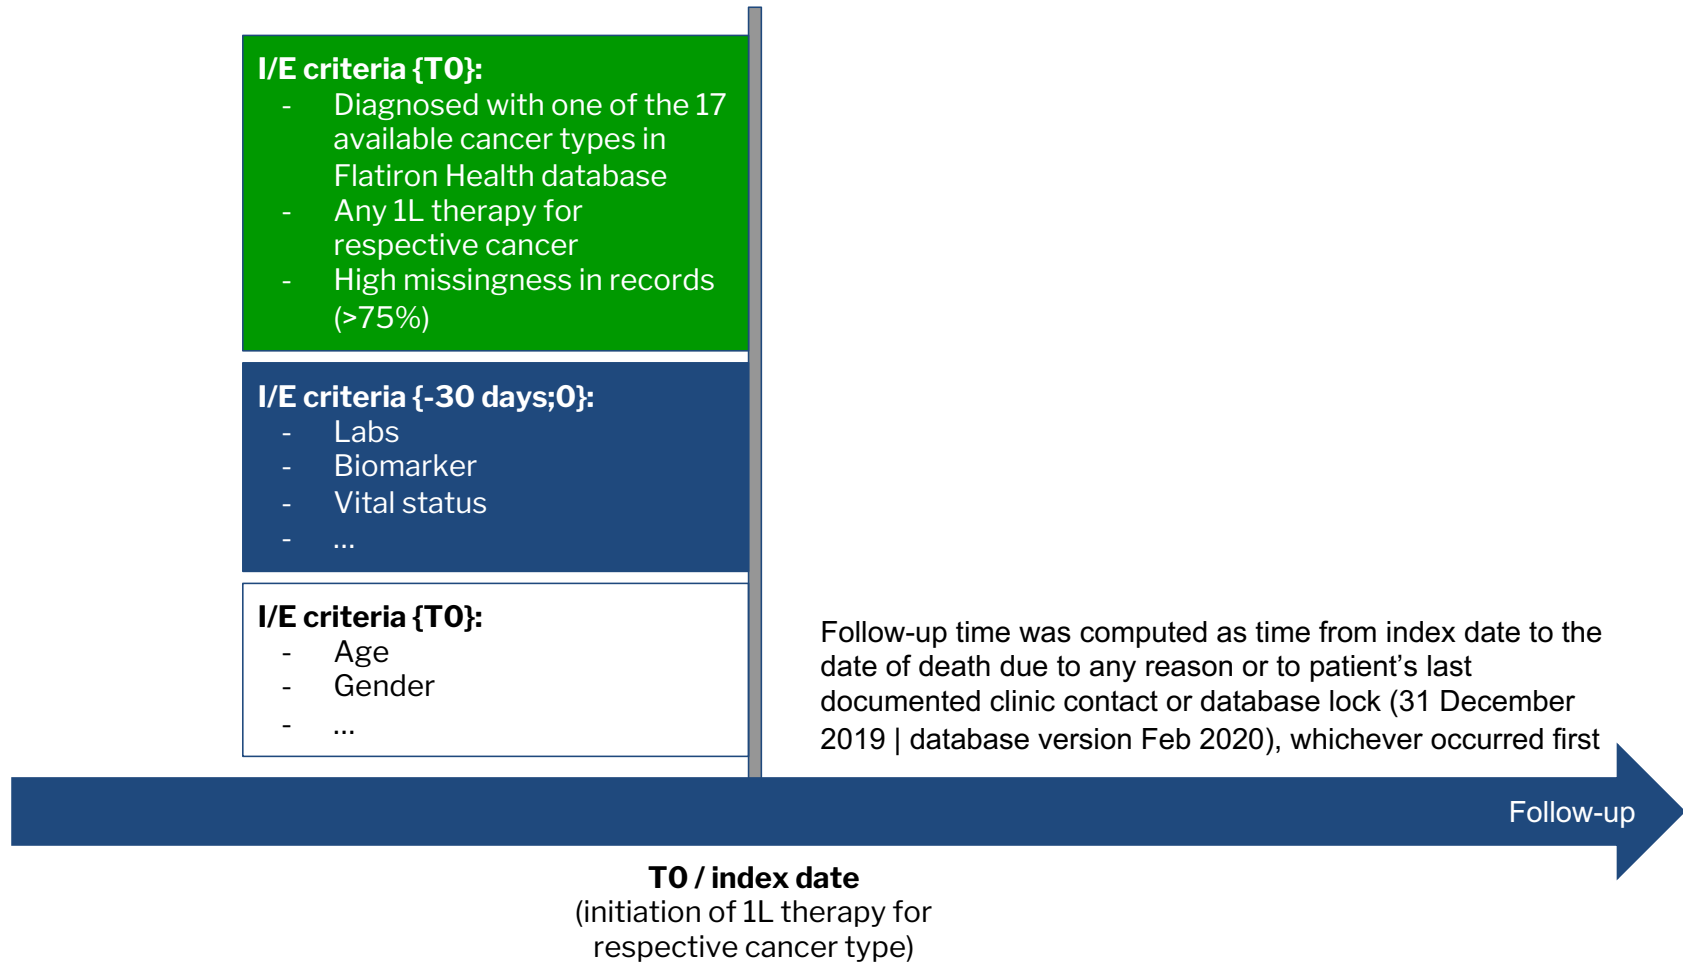 I/E criteria {T0}:
- Diagnosed with one of the 17
available cancer types in
Flatiron Health database
- Any 1L therapy for
respective cancer
- High missingness in records
(>75%)
I/E criteria {-30 days;0}:
- Labs
- Biomarker
- Vital status
- ...
I/E criteria {T0}:
- Age
- Gender
- ...
Follow-up time was computed as time from index date to the
date of death due to any reason or to patient’s last
documented clinic contact or database lock (31 December
2019 | database version Feb 2020), whichever occurred first
Follow-up
T0 / index date
(initiation of 1L therapy for
respective cancer type)